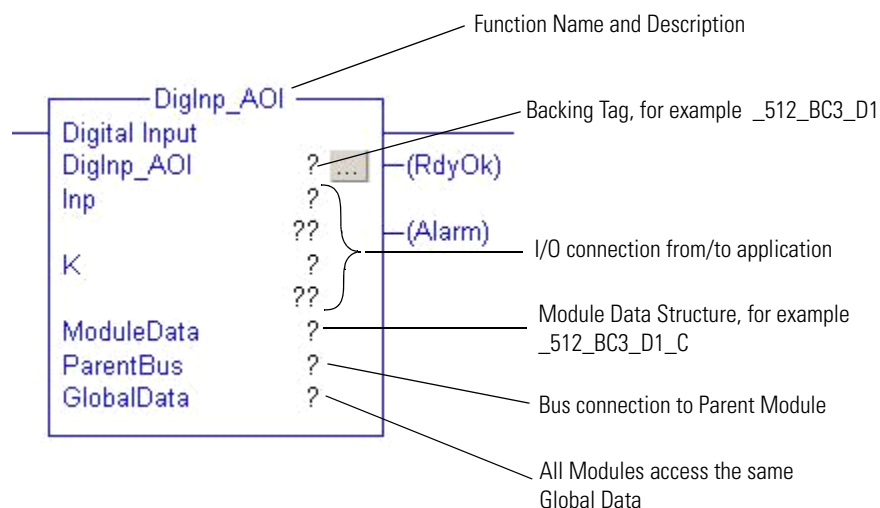 Function Name and Description
DigInp_AOI
Backing Tag, for example _512_BC3_D1
Digital Input
DigInp_AOI ? ... (RdyOk)
Inp ?
?? (Alarm)
I/O connection from/to application
K ?
??
Module Data Structure, for example
_512_BC3_D1_C
ModuleData ?
ParentBus ?
Bus connection to Parent Module
GlobalData ?
All Modules access the same
Global Data